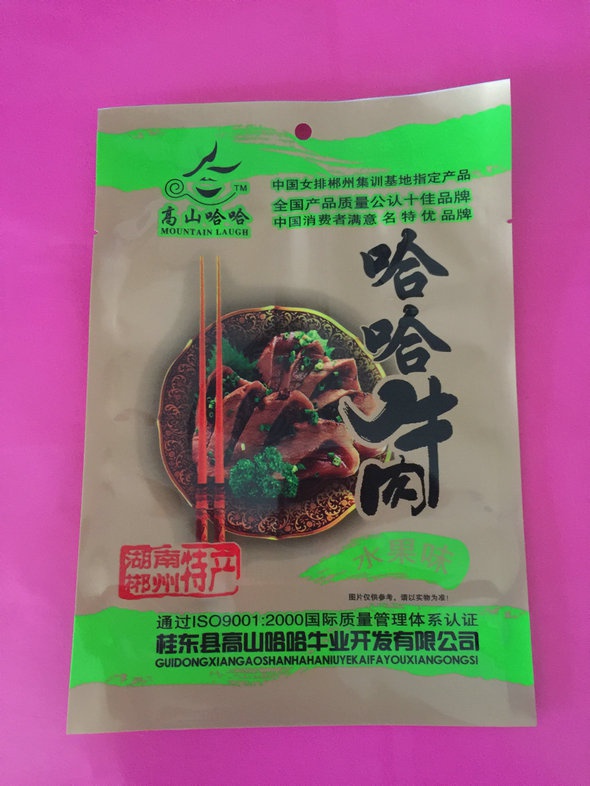 TM
高山哈哈
MOUNTAIN LAUGH
中国女排郴州集训基地指定产品
全国产品质量公认十佳品牌
中国消费者满意名特优品牌
哈哈牛肉
水果味
湖南特产
郴州
图片仅供参考，请以实物为准！
通过ISO9001:2000国际质量管理体系认证
桂东县高山哈哈牛业开发有限公司
GUIDONGXIANGAOSHANHAHANIUYEKAIFAYOUXIANGONGSI